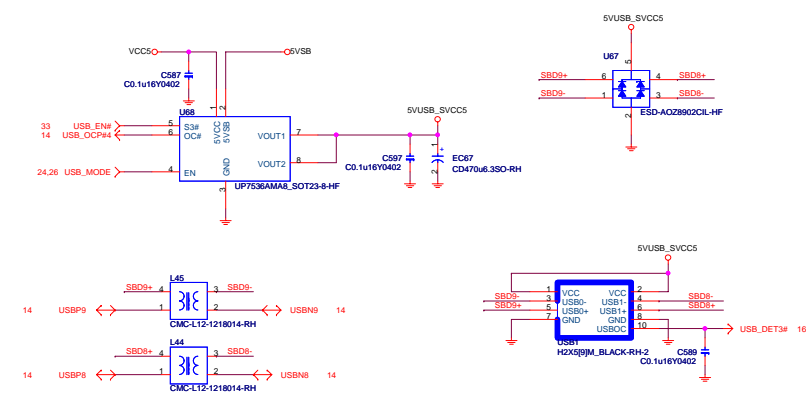 5VUSB_SVCC5
VCC5
5VSB
C587
C0.1u16Y0402
U67
5
SBD9+
6
4
SBD8+
SBD9-
1
3
SBD8-
ESD-AOZ8902CIL-HF
2
U68
1
2
5VCC
5VSB
33
USB_EN#
5
S3#
14
USB_OCP#4
6
OC#
VOUT1
7
5VUSB_SVCC5
24,26
USB_MODE
4
EN
GND
VOUT2
8
3
UP7536AMA8_SOT23-8-HF
C597
C0.1u16Y0402
1
+
2
EC67
CD470u6.3SO-RH
L45
SBD9+
4
3
SBD9-
14
USBP9
1
2
USBN9
14
CMC-L12-1218014-RH
L44
SBD8+
4
3
SBD8-
14
USBP8
1
2
USBN8
14
CMC-L12-1218014-RH
5VUSB_SVCC5
1
VCC
VCC
2
SBD9-
3
USB0-
USB1-
4
SBD8-
SBD9+
5
USB0+
USB1+
6
SBD8+
7
GND
GND
8
USBOC
10
USB_DET3#
16
USB1
H2X5[9]M_BLACK-RH-2
C589
C0.1u16Y0402